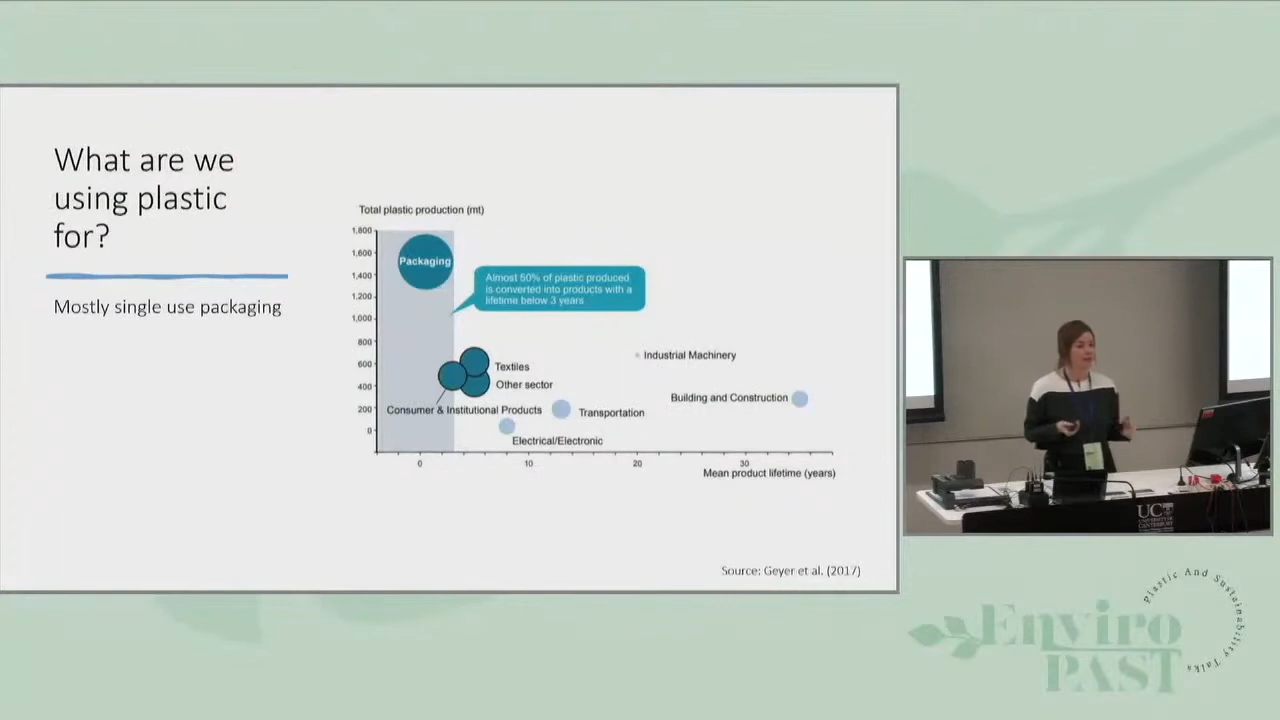 What are we
using plastic
for?
Mostly single use packaging
Total plastic production (mt)
1,800
1,600
1,400
1,200
1,000
800
600
400
200
0
Packaging
Almost 50% of plastic produced
is converted into products with a
lifetime below 3 years
Textiles
Other sector
Consumer & Institutional Products
Electrical/Electronic
Transportation
Industrial Machinery
Building and Construction
0
10
20
30
Mean product lifetime (years)
Source: Geyer et al. (2017)
UC
UNIVERSITY OF
CANTERBURY
Plastic And Sustainability Talks
Enviro
PAST